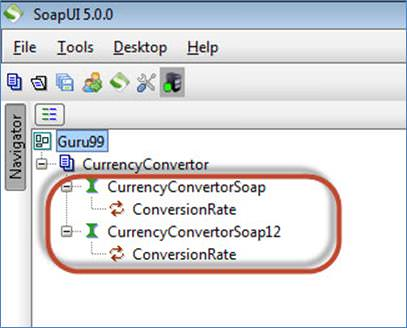 SoapUI 5.0.0
File Tools Desktop Help
Navigator
Guru99
CurrencyConvertor
CurrencyConvertorSoap
ConversionRate
CurrencyConvertorSoap12
ConversionRate